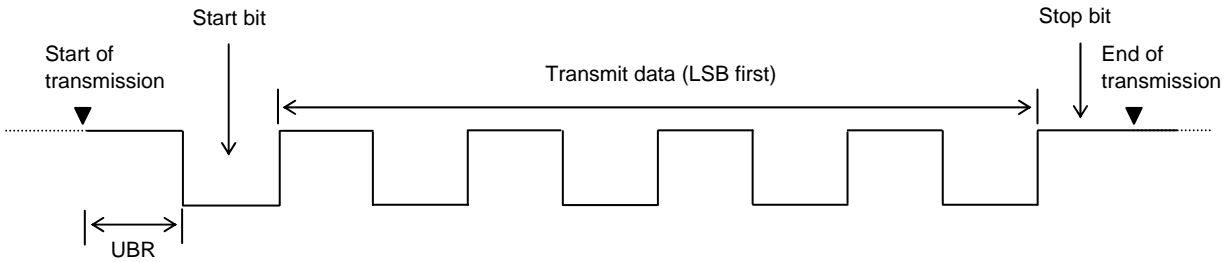 Start bit
Stop bit
Start of
transmission
Transmit data (LSB first)
End of
transmission
UBR